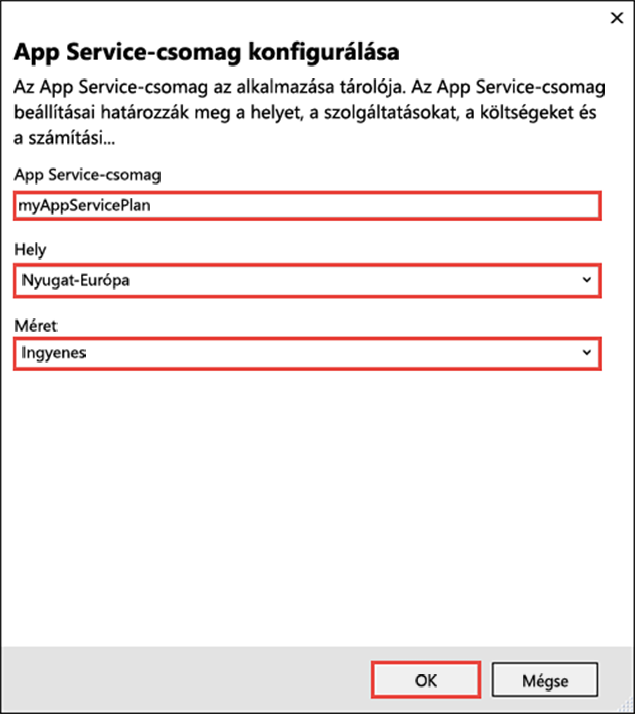 App Service-csomag konfigurálása
Az App Service-csomag az alkalmazása tárolója. Az App Service-csomag
beállításai határozzák meg a helyet, a szolgáltatásokat, a költségeket és
a számítási...
App Service-csomag
myAppServicePlan
Hely
Nyugat-Európa
Méret
Ingyenes
OK
Mégse